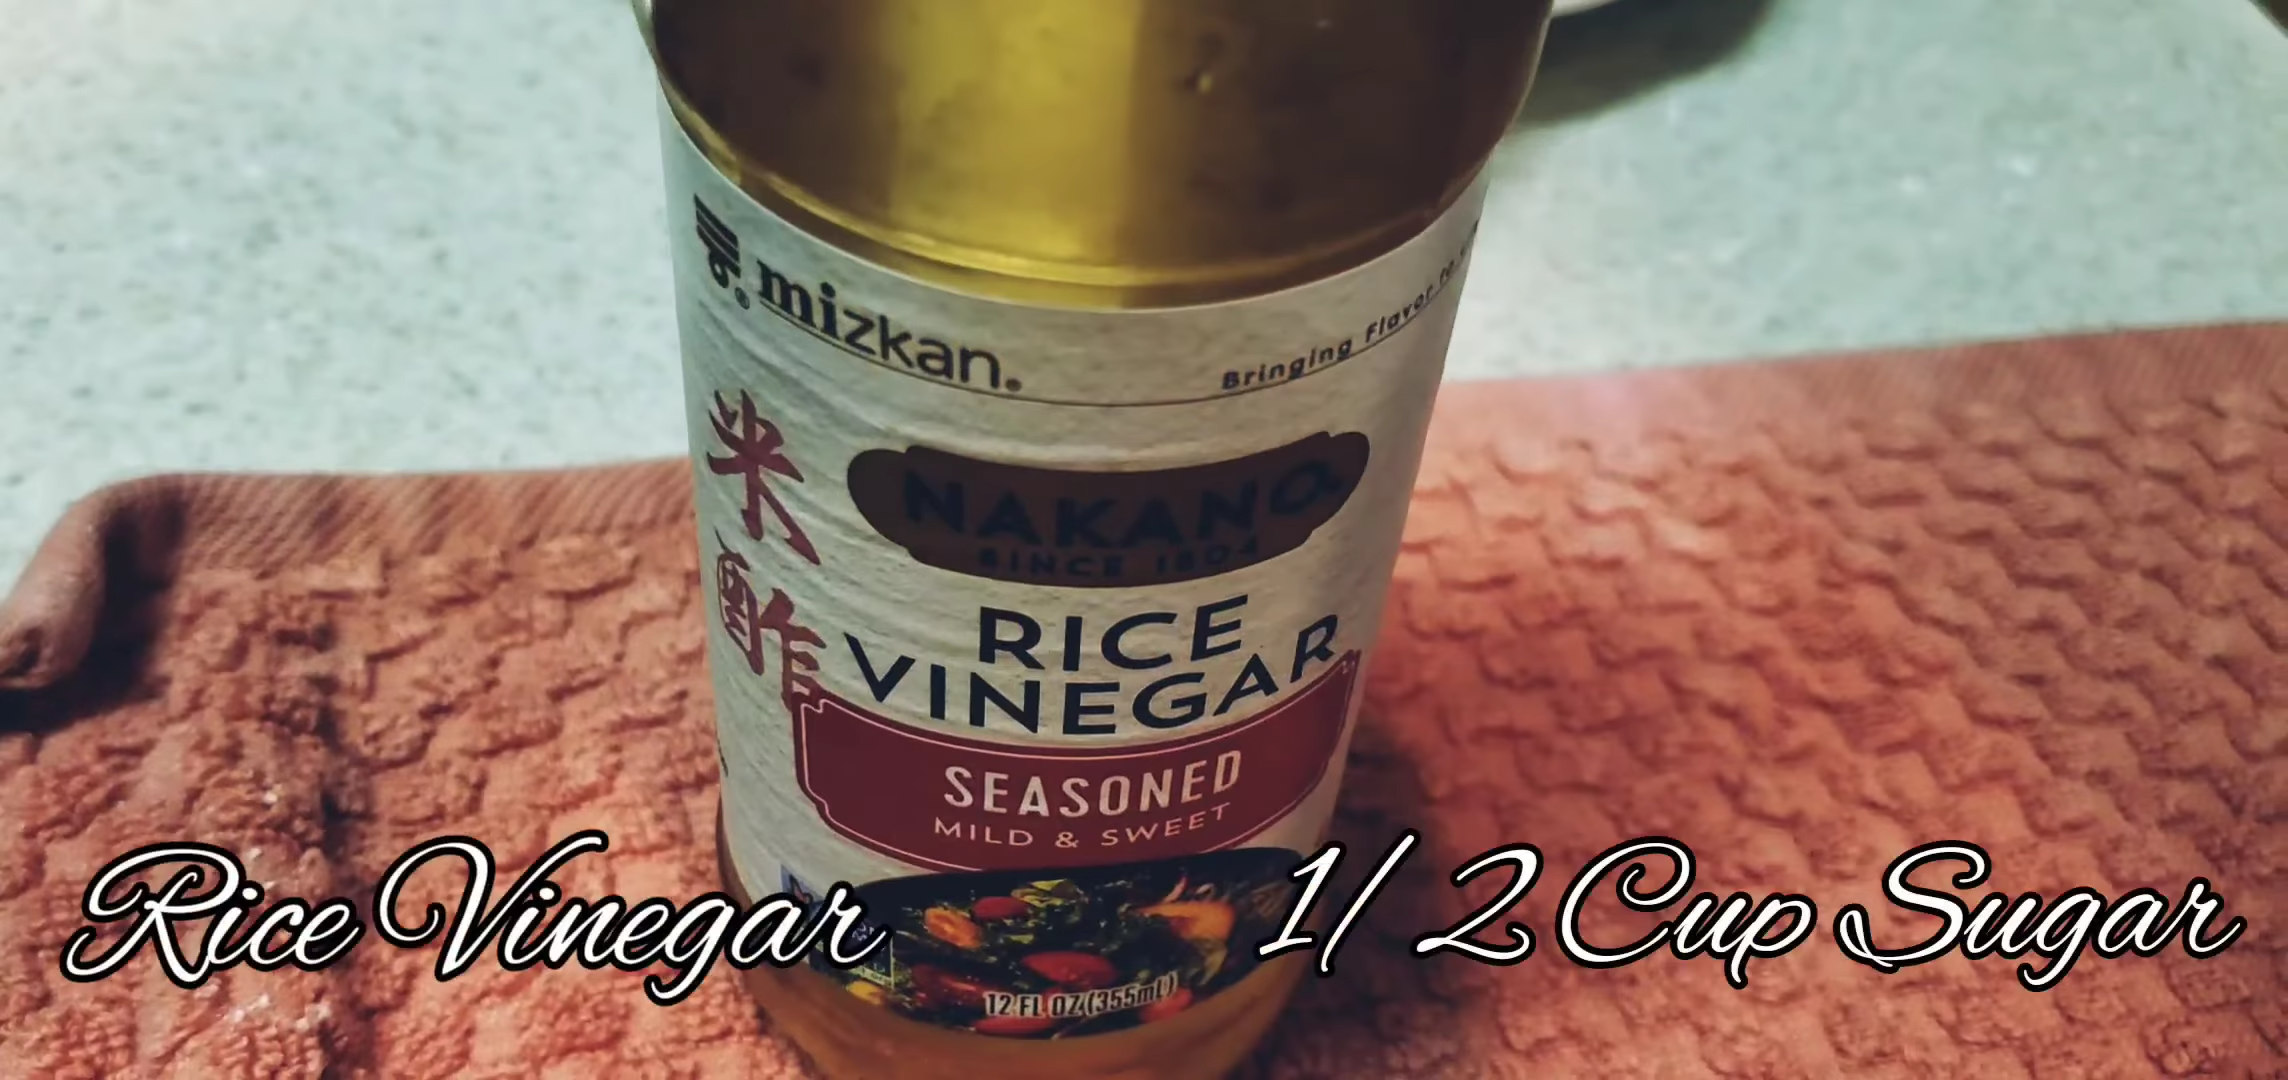 mizkan.
Bringing Flavor to
米酢
NAKANO
SINCE 1804
RICE
VINEGAR
SEASONED
MILD & SWEET
Rice Vinegar
1/2 Cup Sugar
12 FL OZ (355mL)